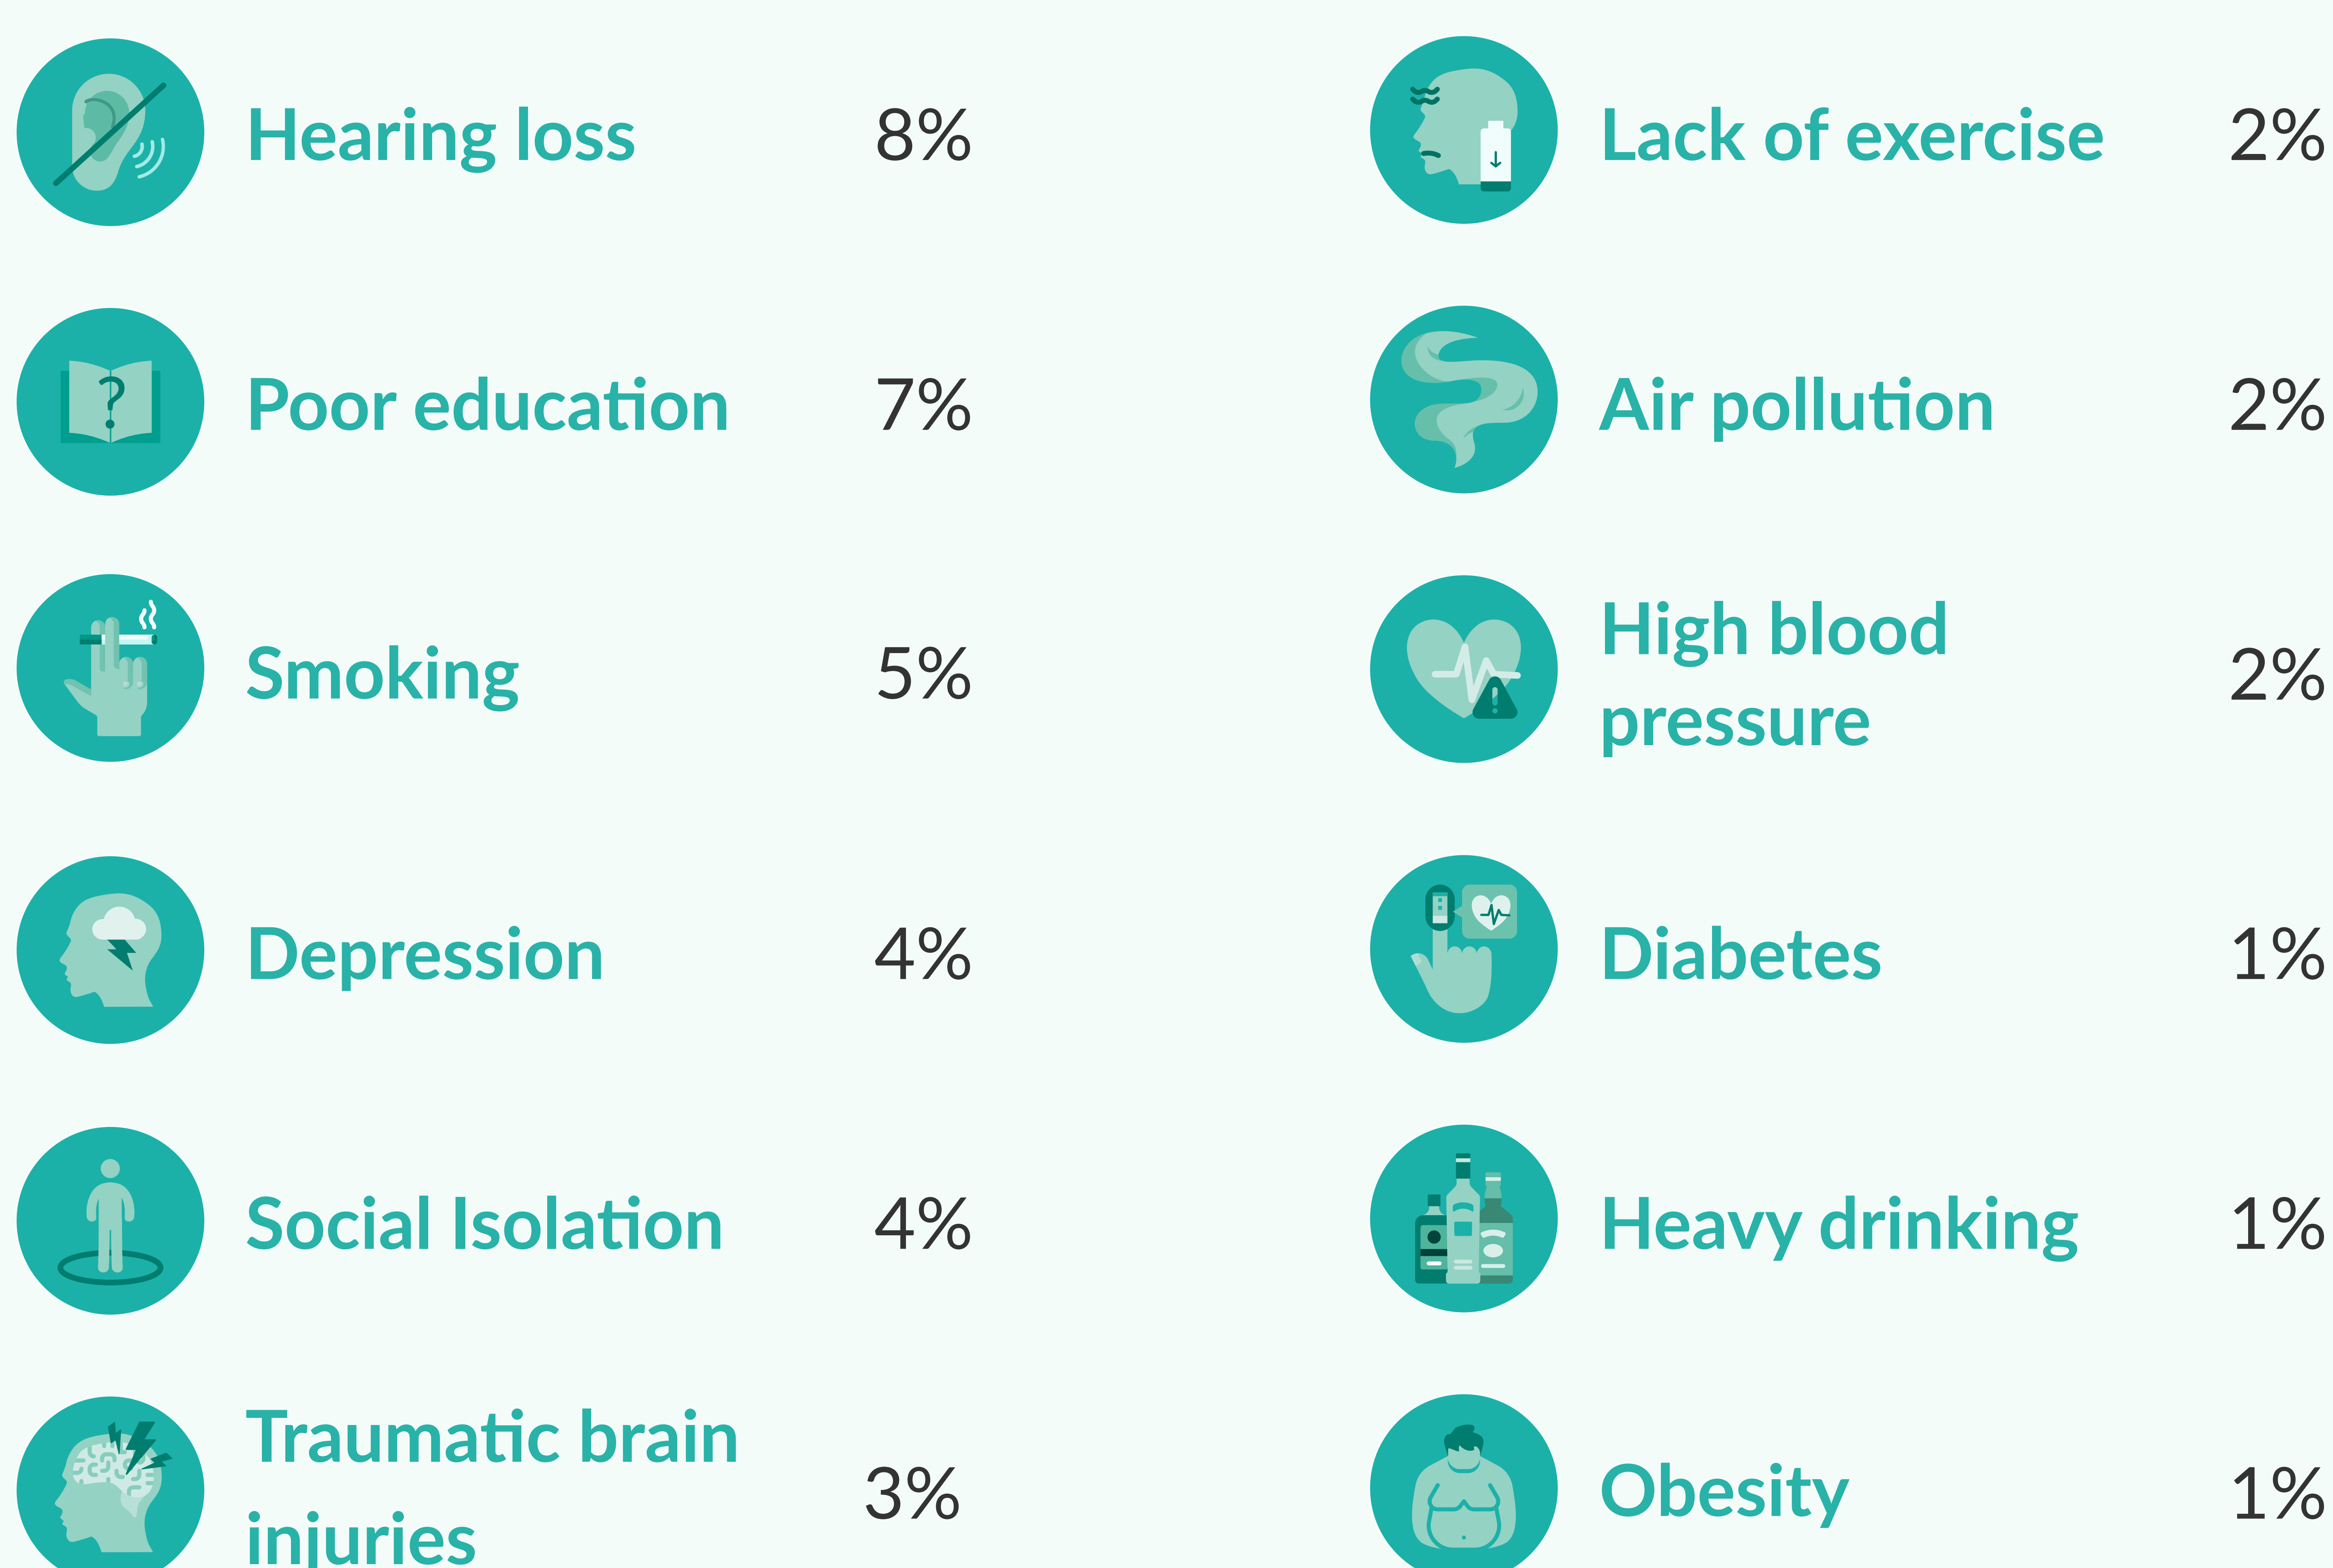 Hearing loss 8%
Poor education 7%
Smoking 5%
Depression 4%
Social Isolation 4%
Traumatic brain
injuries 3%
Lack of exercise 2%
Air pollution 2%
High blood
pressure 2%
Diabetes 1%
Heavy drinking 1%
Obesity 1%